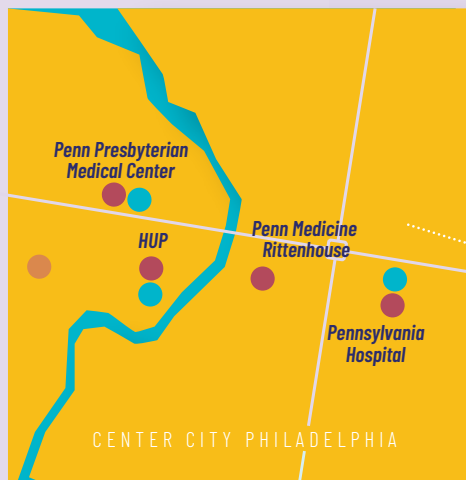 Penn Presbyterian
Medical Center
HUP
Penn Medicine
Rittenhouse
Pennsylvania
Hospital
CENTER CITY PHILADELPHIA